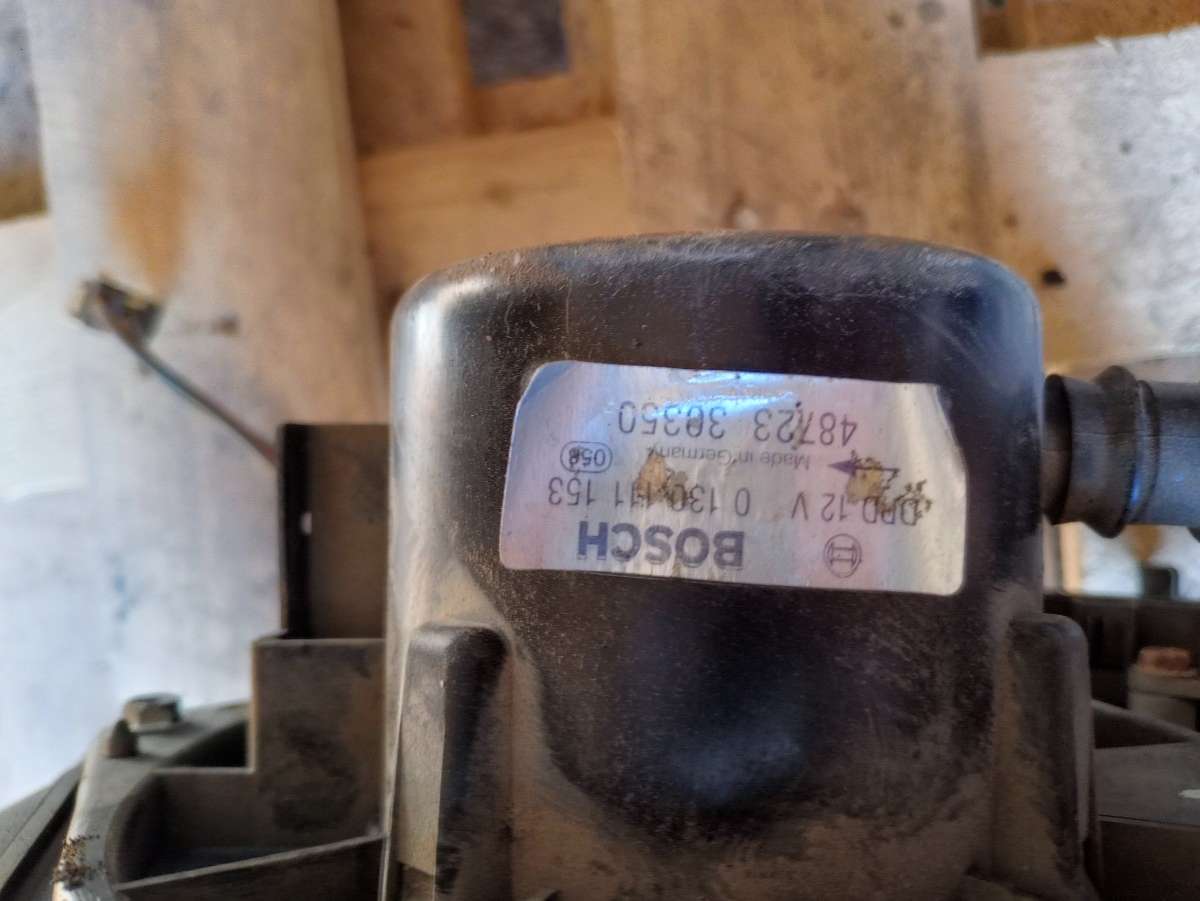 BOSCH
DPD 12 V 0 130 111 153
Made in Germany 058
48723 30350